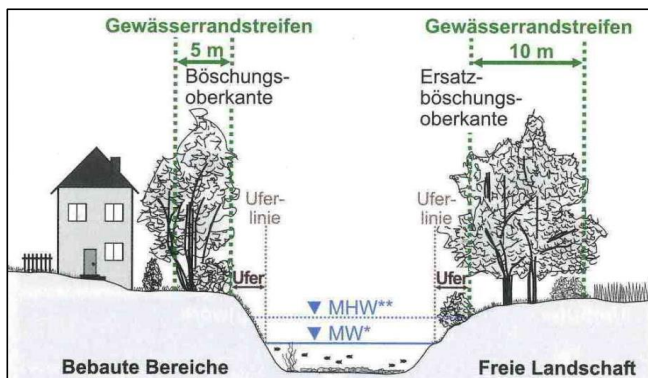 Gewässerrandstreifen
5 m
Böschungs-
oberkante
Gewässerrandstreifen
10 m
Ersatz-
böschungs-
oberkante
Ufer-
linie
Ufer-
linie
Ufer
Ufer
MHW**
MW*
Bebaute Bereiche
Freie Landschaft